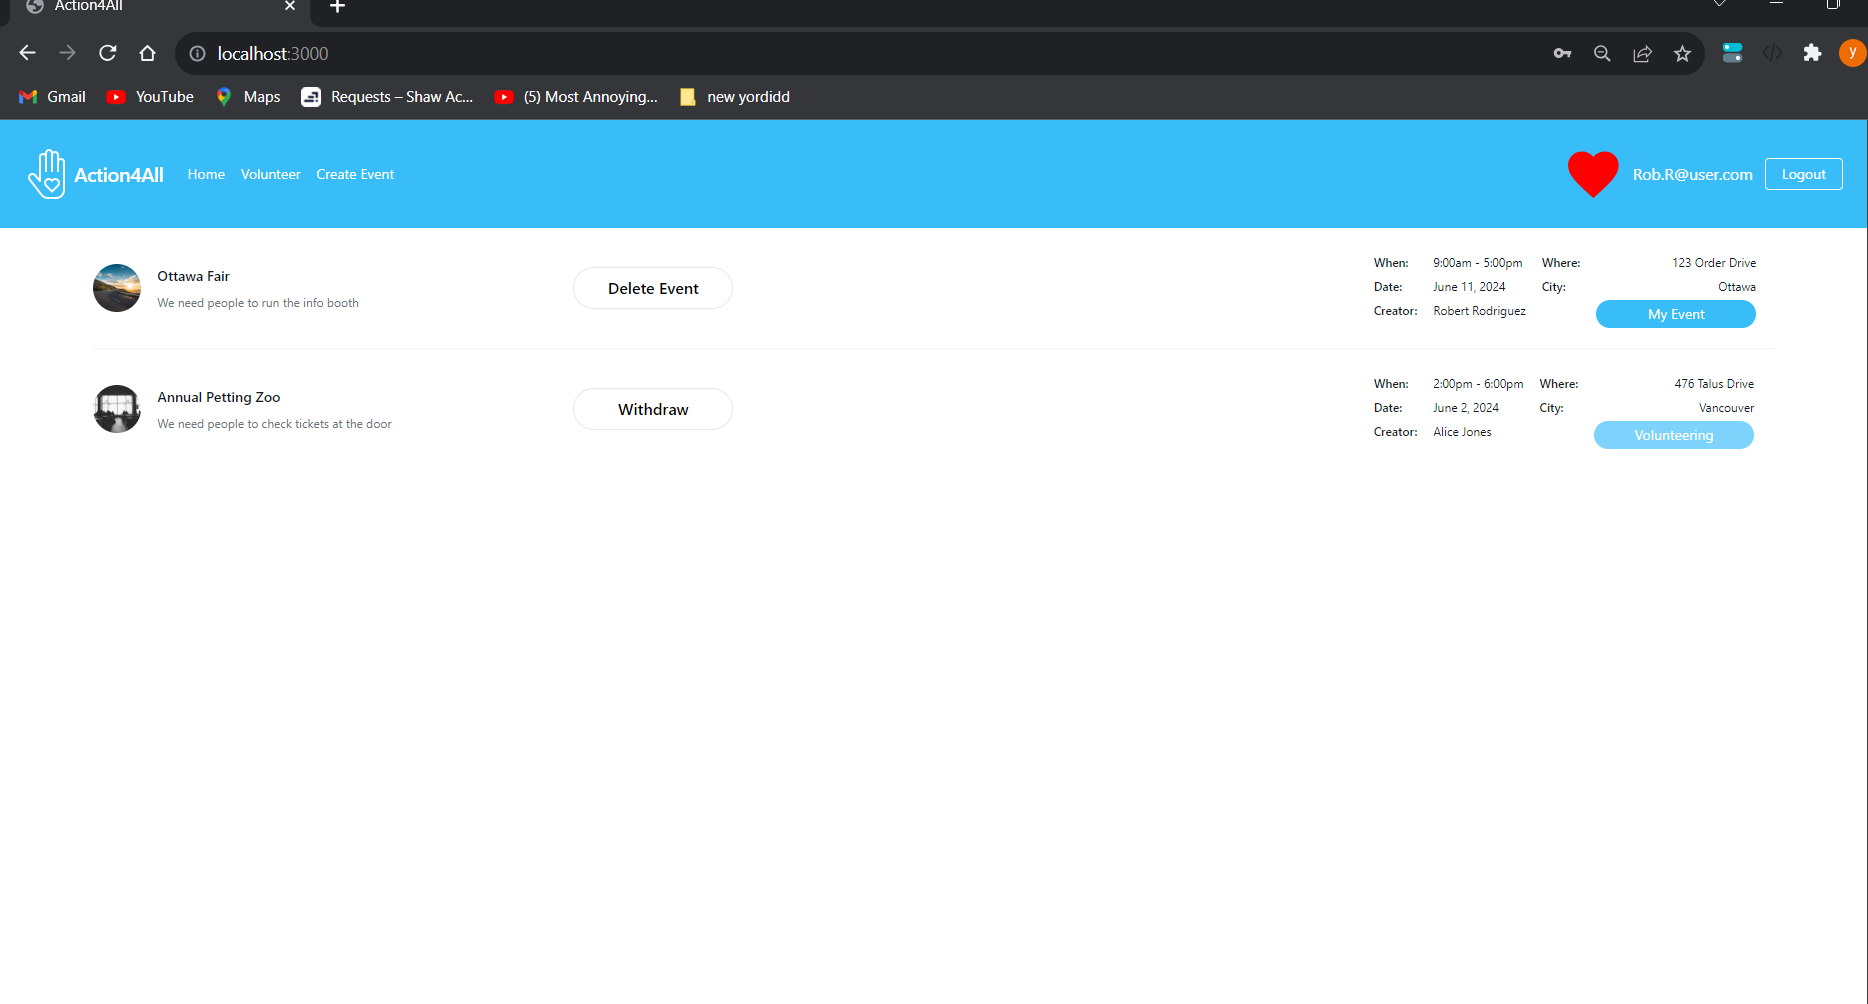 Action4All
localhost:3000
y
Gmail YouTube Maps Requests – Shaw Ac... (5) Most Annoying... new yordidd
Action4All Home Volunteer Create Event Rob.R@user.com Logout
Ottawa Fair
We need people to run the info booth
Delete Event
When: 9:00am - 5:00pm Where: 123 Order Drive
Date: June 11, 2024 City: Ottawa
Creator: Robert Rodriguez My Event
Annual Petting Zoo
We need people to check tickets at the door
Withdraw
When: 2:00pm - 6:00pm Where: 476 Talus Drive
Date: June 2, 2024 City: Vancouver
Creator: Alice Jones Volunteering